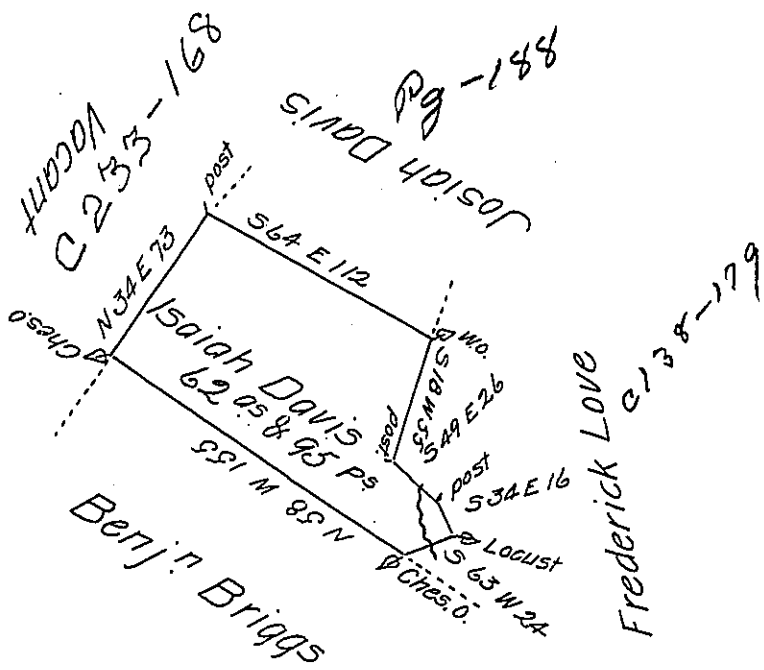 Vacant
C 233-168
Pg-188
Josiah Davis
post
N 34 E 73
S 64 E 112
Ches.O
Isaiah Davis
62 as & 95 Ps.
W.O.
S 18 W 55
post.
S 49 E 26
post
S 34 E 16
Locust
S 63 W 24
Ches.O.
N 58 W 155
Benj'n Briggs
Frederick Love
C138-179